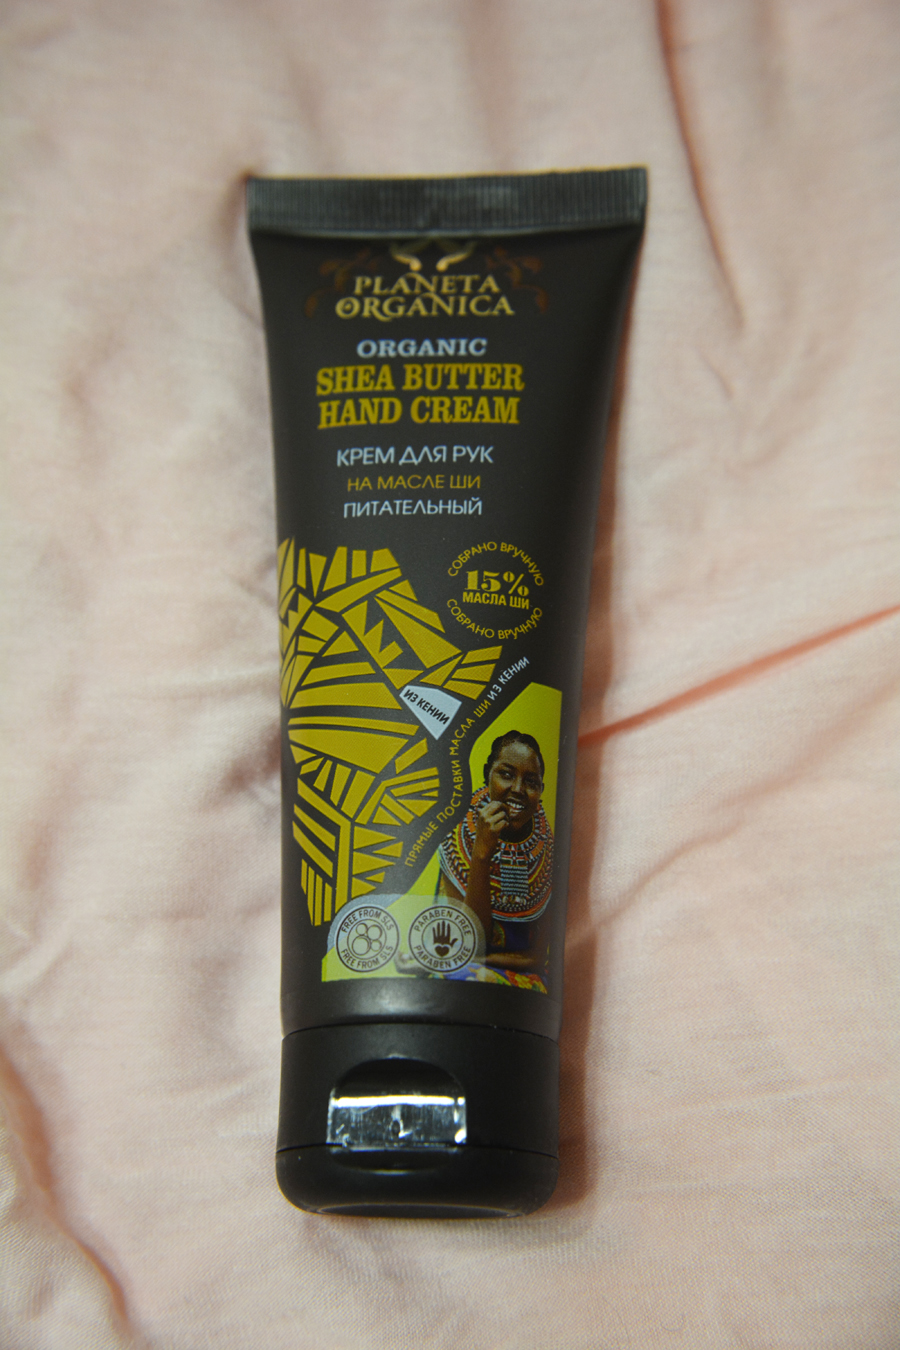 PLANETA
ORGANICA
ORGANIC
SHEA BUTTER
HAND CREAM
КРЕМ ДЛЯ РУК
НА МАСЛЕ ШИ
ПИТАТЕЛЬНЫЙ
СОБРАНО ВРУЧНУЮ
15%
МАСЛА ШИ
СОБРАНО ВРУЧНУЮ
ИЗ КЕНИИ
ПРЯМЫЕ ПОСТАВКИ МАСЛА ШИ ИЗ КЕНИИ
FREE FROM SLS
FREE FROM SLS
PARABEN FREE
PARABEN FREE